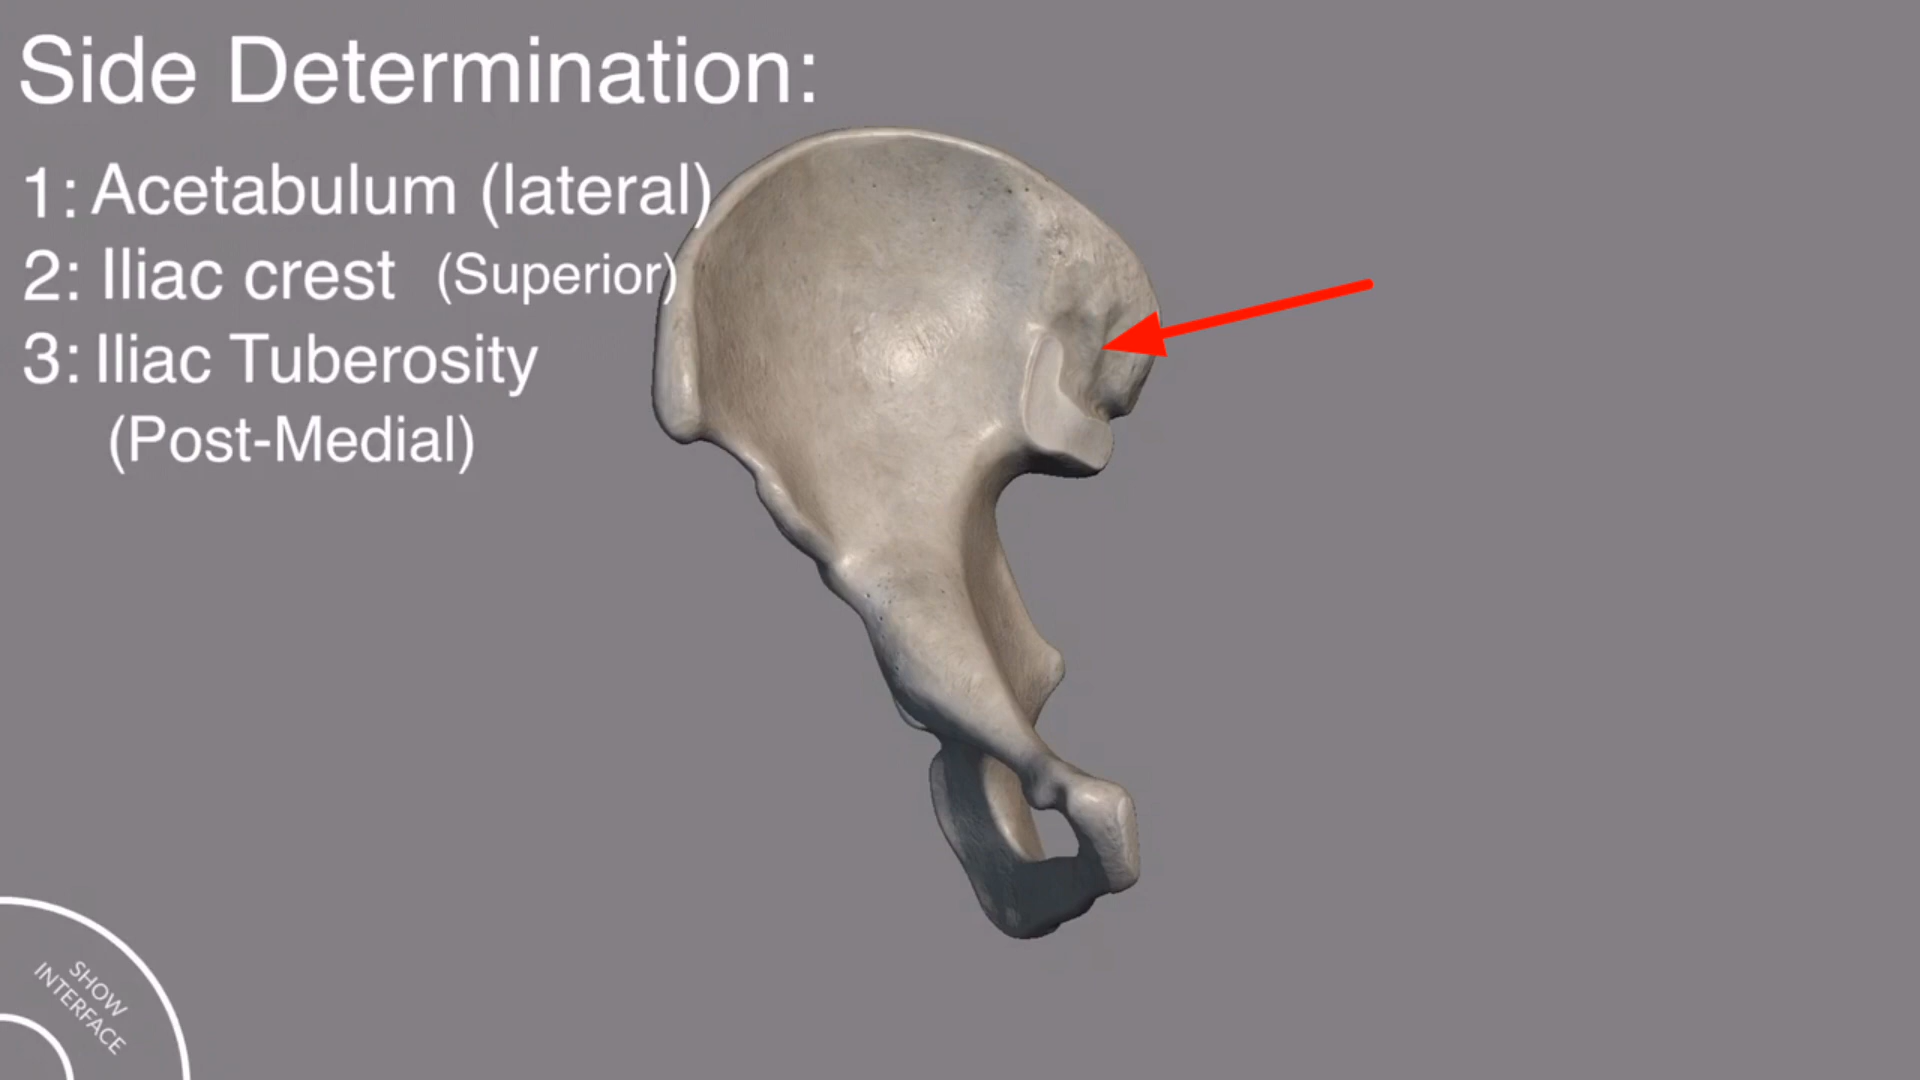 Side Determination:
1: Acetabulum (lateral)
2: Iliac crest (Superior)
3: Iliac Tuberosity
(Post-Medial)
SHOW
INTERFACE